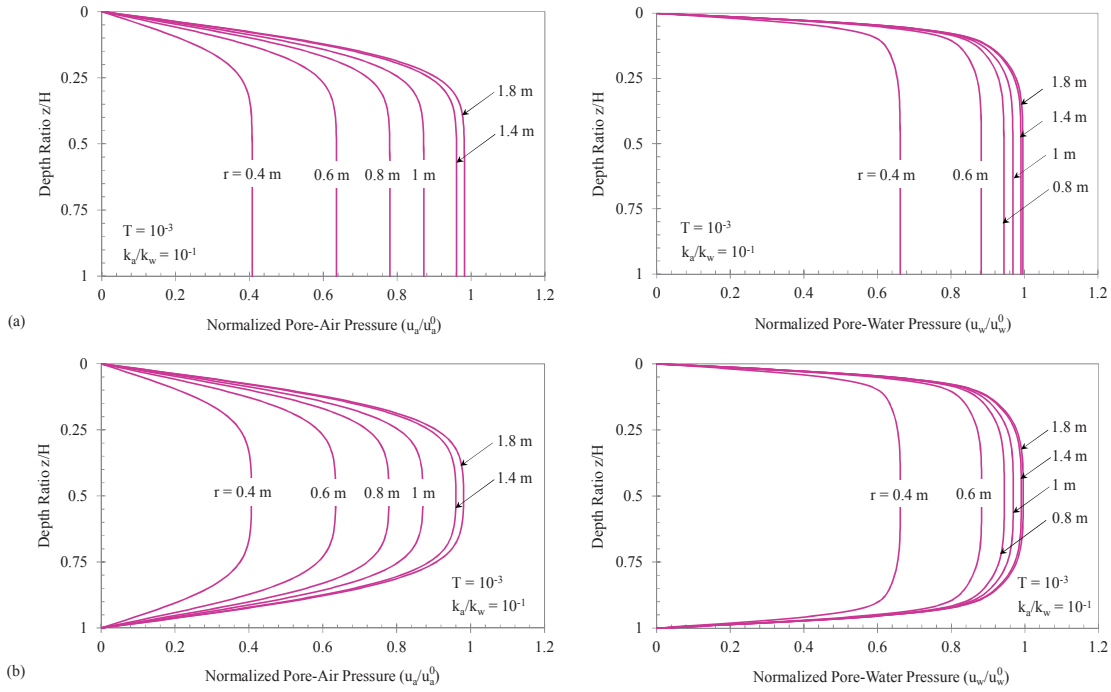 0
0.25
0.5
0.75
1
Depth Ratio z/H
1.8 m
1.4 m
r = 0.4 m
0.6 m
0.8 m
1 m
T = 10⁻³
kₐ/k_w = 10⁻¹
0 0.2 0.4 0.6 0.8 1 1.2
Normalized Pore-Air Pressure (uₐ/uₐ⁰)
(a)
0
0.25
0.5
0.75
1
Depth Ratio z/H
1.8 m
1.4 m
1 m
0.8 m
r = 0.4 m
0.6 m
T = 10⁻³
kₐ/k_w = 10⁻¹
0 0.2 0.4 0.6 0.8 1 1.2
Normalized Pore-Water Pressure (u_w/u_w⁰)
0
0.25
0.5
0.75
1
Depth Ratio z/H
1.8 m
1.4 m
r = 0.4 m
0.6 m
0.8 m
1 m
T = 10⁻³
kₐ/k_w = 10⁻¹
0 0.2 0.4 0.6 0.8 1 1.2
Normalized Pore-Air Pressure (uₐ/uₐ⁰)
(b)
0
0.25
0.5
0.75
1
Depth Ratio z/H
1.8 m
1.4 m
1 m
0.8 m
r = 0.4 m
0.6 m
T = 10⁻³
kₐ/k_w = 10⁻¹
0 0.2 0.4 0.6 0.8 1 1.2
Normalized Pore-Water Pressure (u_w/u_w⁰)